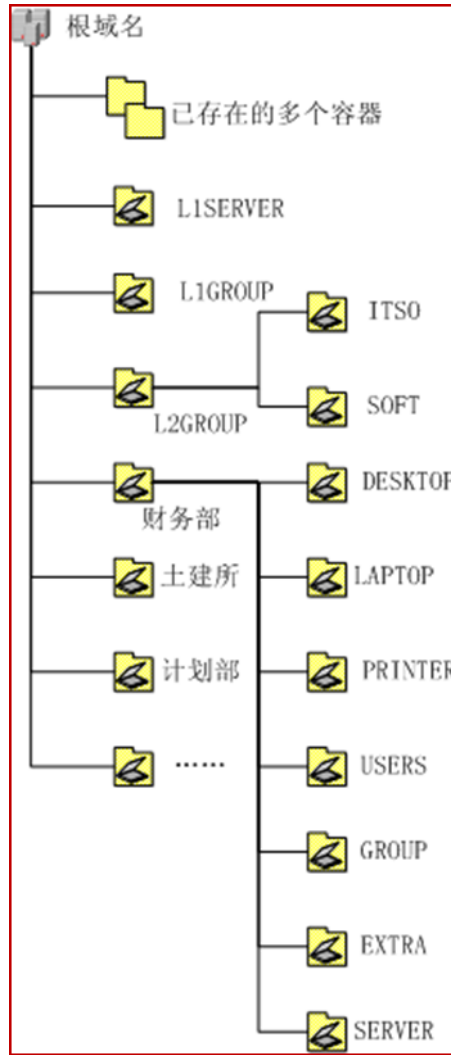 根域名
已存在的多个容器
L1SERVER
L1GROUP
ITSO
L2GROUP
SOFT
财务部
DESKTOP
土建所
LAPTOP
计划部
PRINTER
……
USERS
GROUP
EXTRA
SERVER